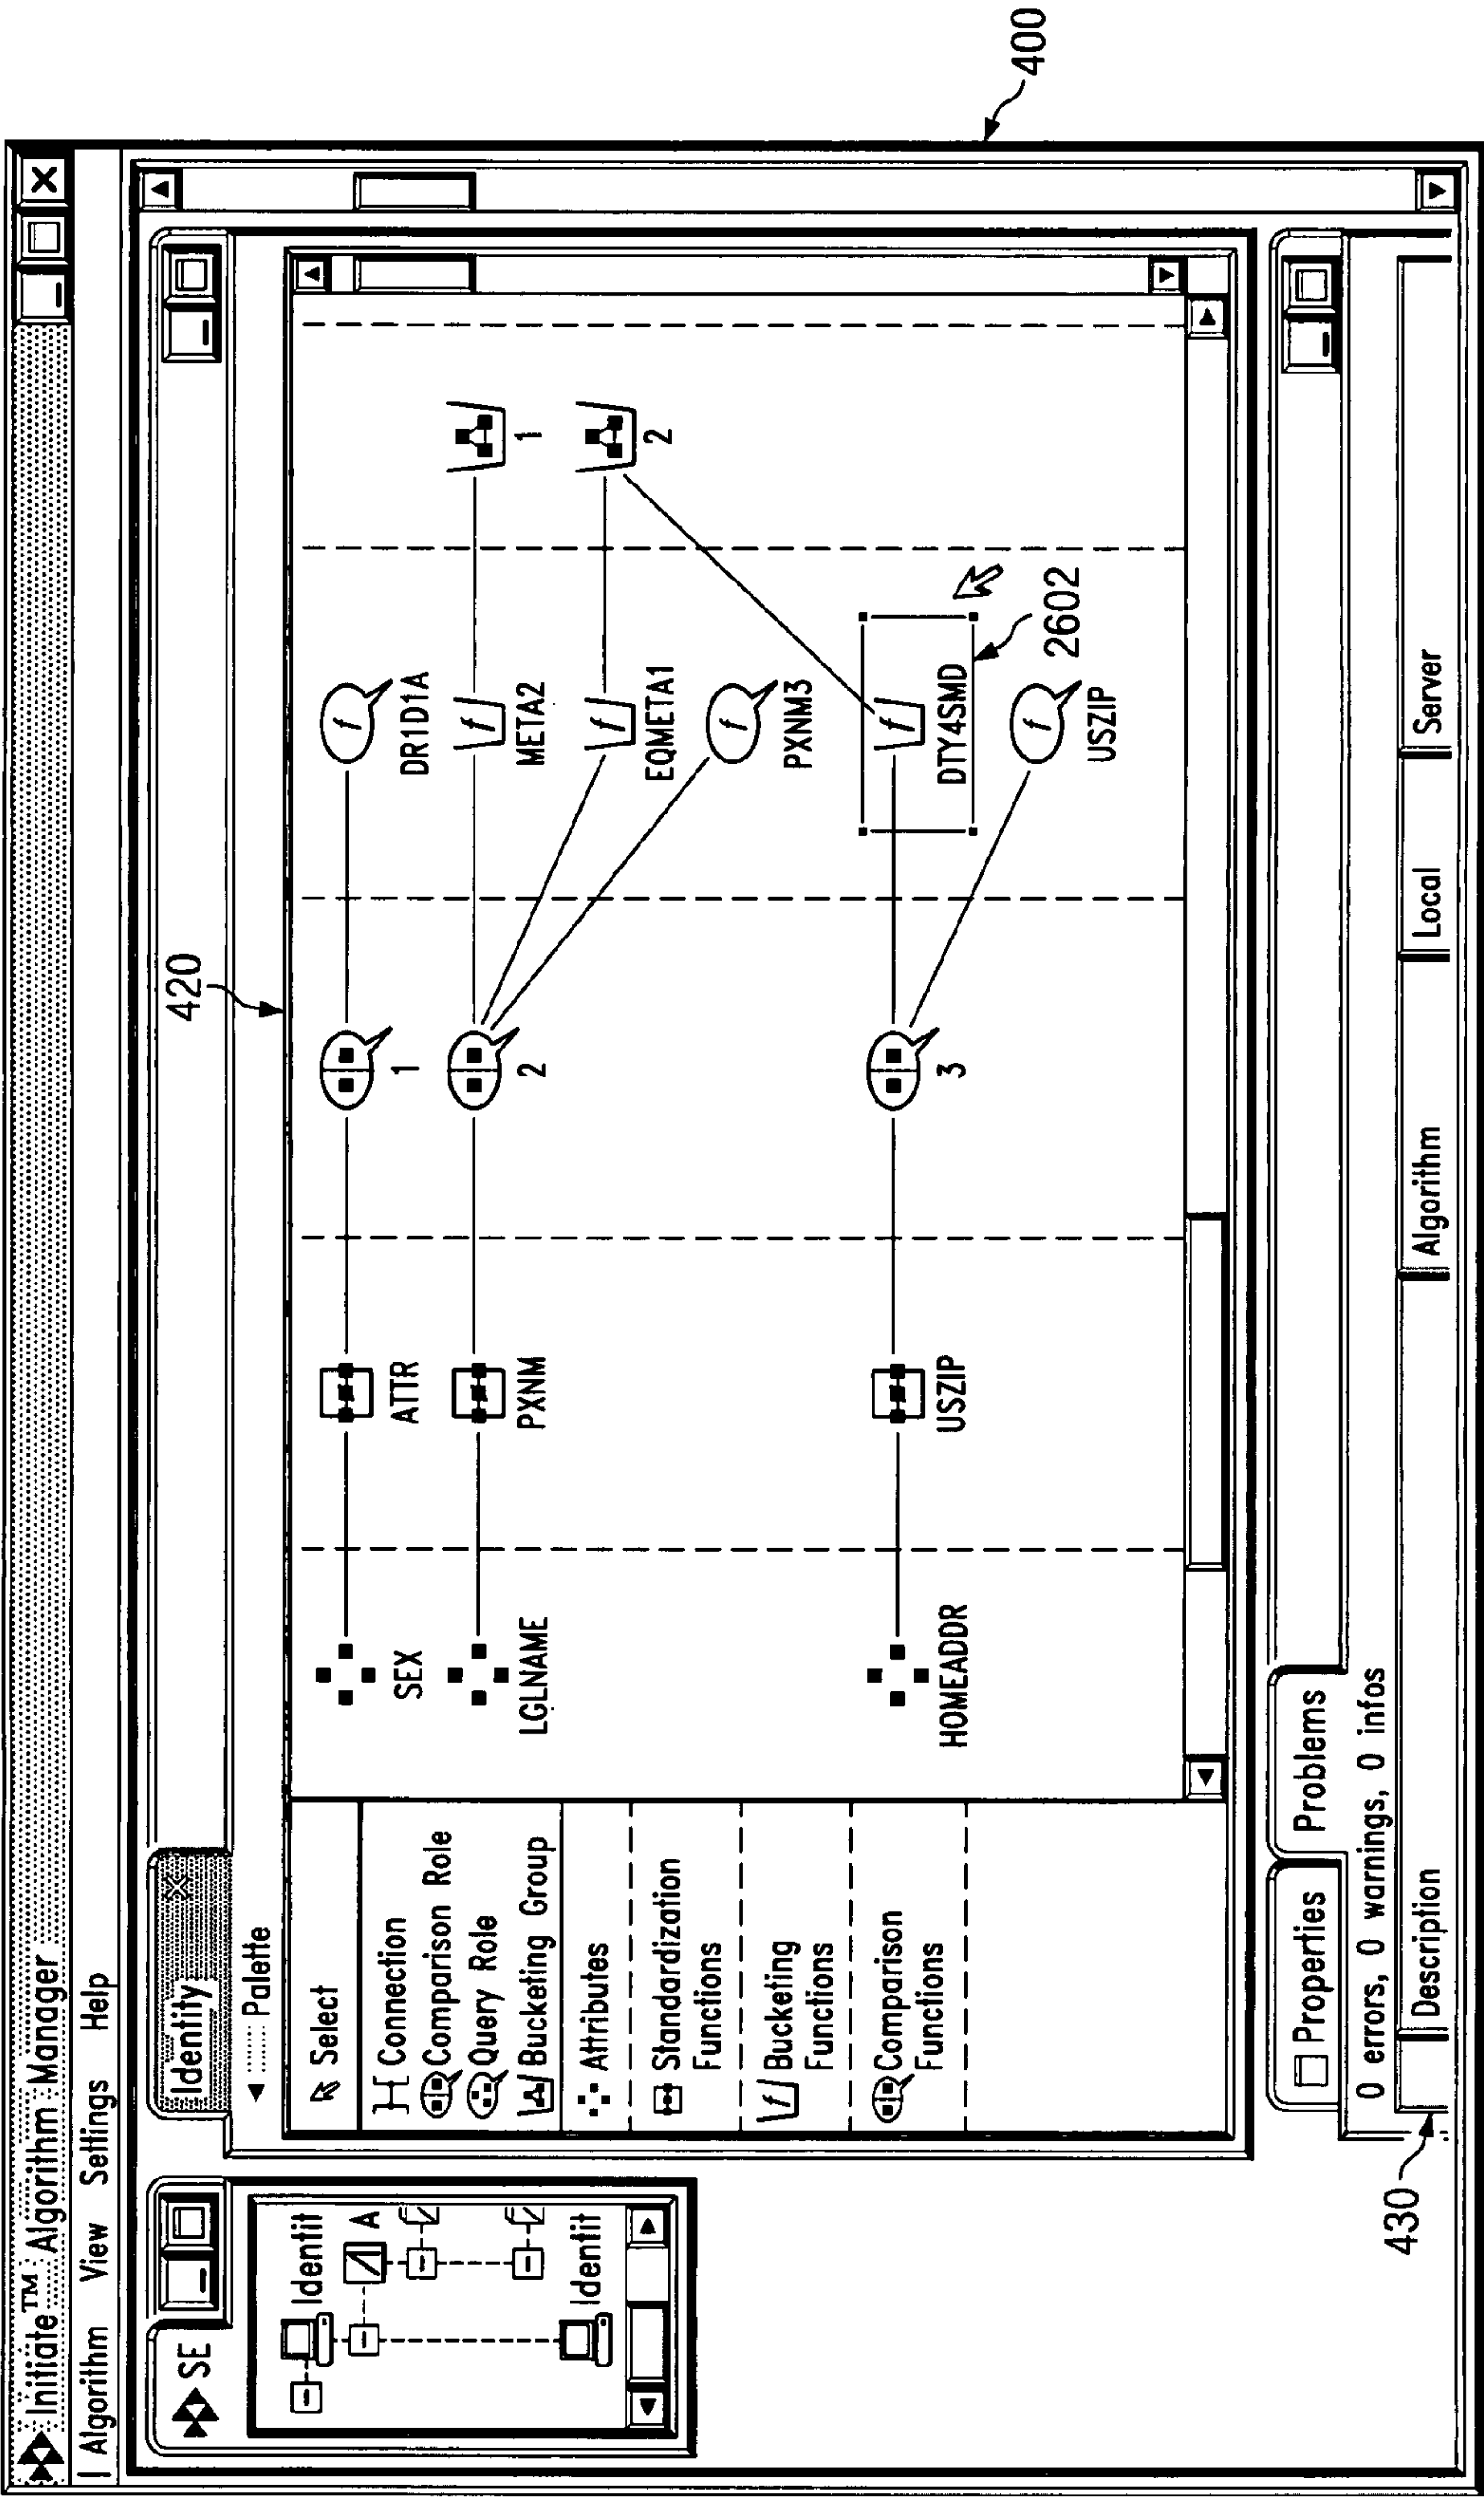 Initiate™ Algorithm Manager
Algorithm View Settings Help
SE
Identit
A
Identit
Identity
Palette
Select
Connection
Comparison Role
Query Role
Bucketing Group
Attributes
Standardization
Functions
Bucketing
Functions
Comparison
Functions
420
SEX
ATTR
1
DR1D1A
LGLNAME
PXNM
2
META2
1
EQMETA1
2
PXNM3
HOMEADDR
USZIP
3
DTY4SMD
2602
USZIP
400
Properties
Problems
0 errors, 0 warnings, 0 infos
430
Description
Algorithm
Local
Server